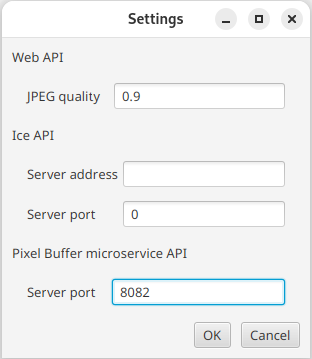 Settings
Web API
JPEG quality 0.9
Ice API
Server address
Server port 0
Pixel Buffer microservice API
Server port 8082
OK Cancel